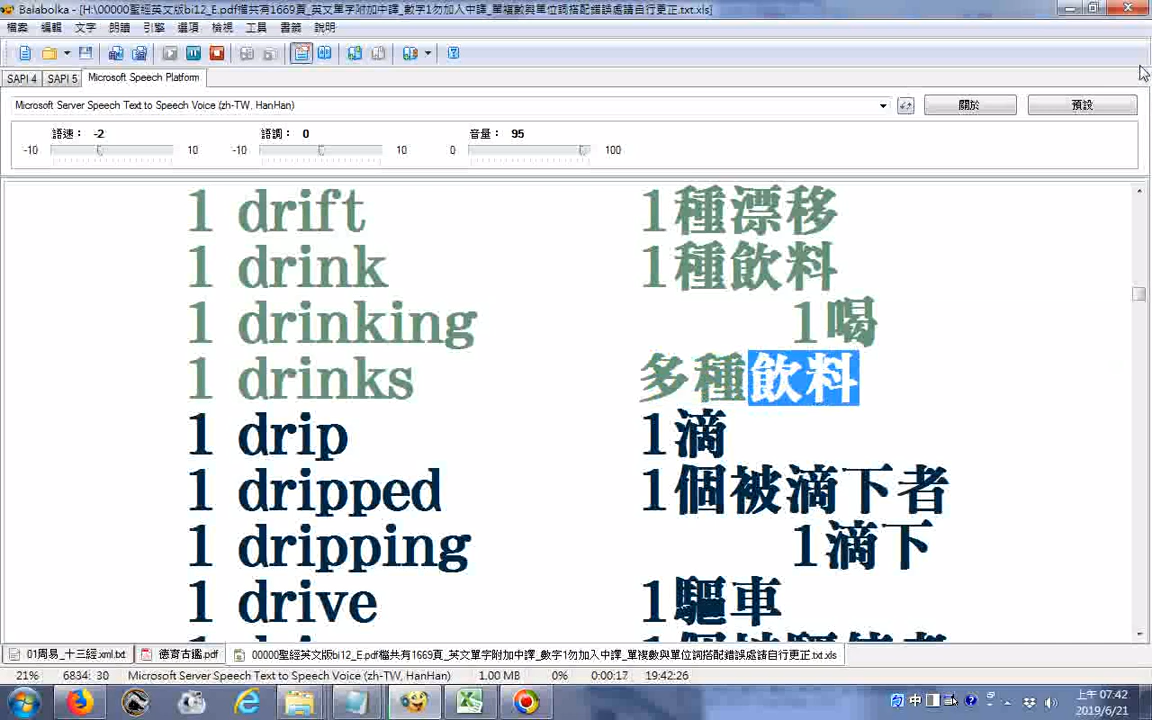 Balabolka - [H:\00000聖經英文版bi12_E.pdf檔共有1669頁_英文單字附加中譯_數字1勿加入中譯_單複數與單位詞搭配錯誤處請自行更正.txt.xls]
檔案 編輯 文字 朗讀 引擎 選項 檢視 工具 書籤 說明
SAPI 4 SAPI 5 Microsoft Speech Platform
Microsoft Server Speech Text to Speech Voice (zh-TW, HanHan) 關於 預設
語速： -2 語調： 0 音量： 95
-10 10 -10 10 0 100
1 drift 1種漂移
1 drink 1種飲料
1 drinking 1喝
1 drinks 多種飲料
1 drip 1滴
1 dripped 1個被滴下者
1 dripping 1滴下
1 drive 1驅車
01周易_十三經.xml.txt 德育古鑑.pdf 00000聖經英文版bi12_E.pdf檔共有1669頁_英文單字附加中譯_數字1勿加入中譯_單複數與單位詞搭配錯誤處請自行更正.txt.xls
21% 6834: 30 Microsoft Server Speech Text to Speech Voice (zh-TW, HanHan) 1.00 MB 0% 0:00:17 19:42:26
中 上午 07:42
2019/6/21